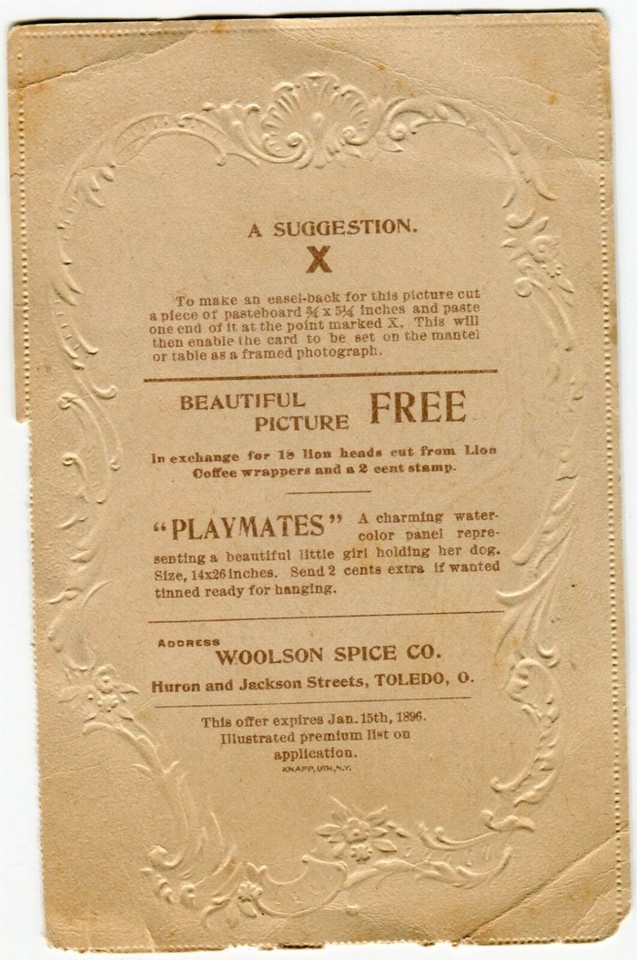 A SUGGESTION.
X
To make an easel-back for this picture cut
a piece of pasteboard ¾ x 5¼ inches and paste
one end of it at the point marked X. This will
then enable the card to be set on the mantel
or table as a framed photograph.
BEAUTIFUL
PICTURE FREE
In exchange for 18 lion heads cut from Lion
Coffee wrappers and a 2 cent stamp.
"PLAYMATES" A charming water-
color panel repre-
senting a beautiful little girl holding her dog.
Size, 14x26 inches. Send 2 cents extra if wanted
tinned ready for hanging.
ADDRESS
WOOLSON SPICE CO.
Huron and Jackson Streets, TOLEDO, O.
This offer expires Jan. 15th, 1896.
Illustrated premium list on
application.
KNAPP, LITH, N.Y.